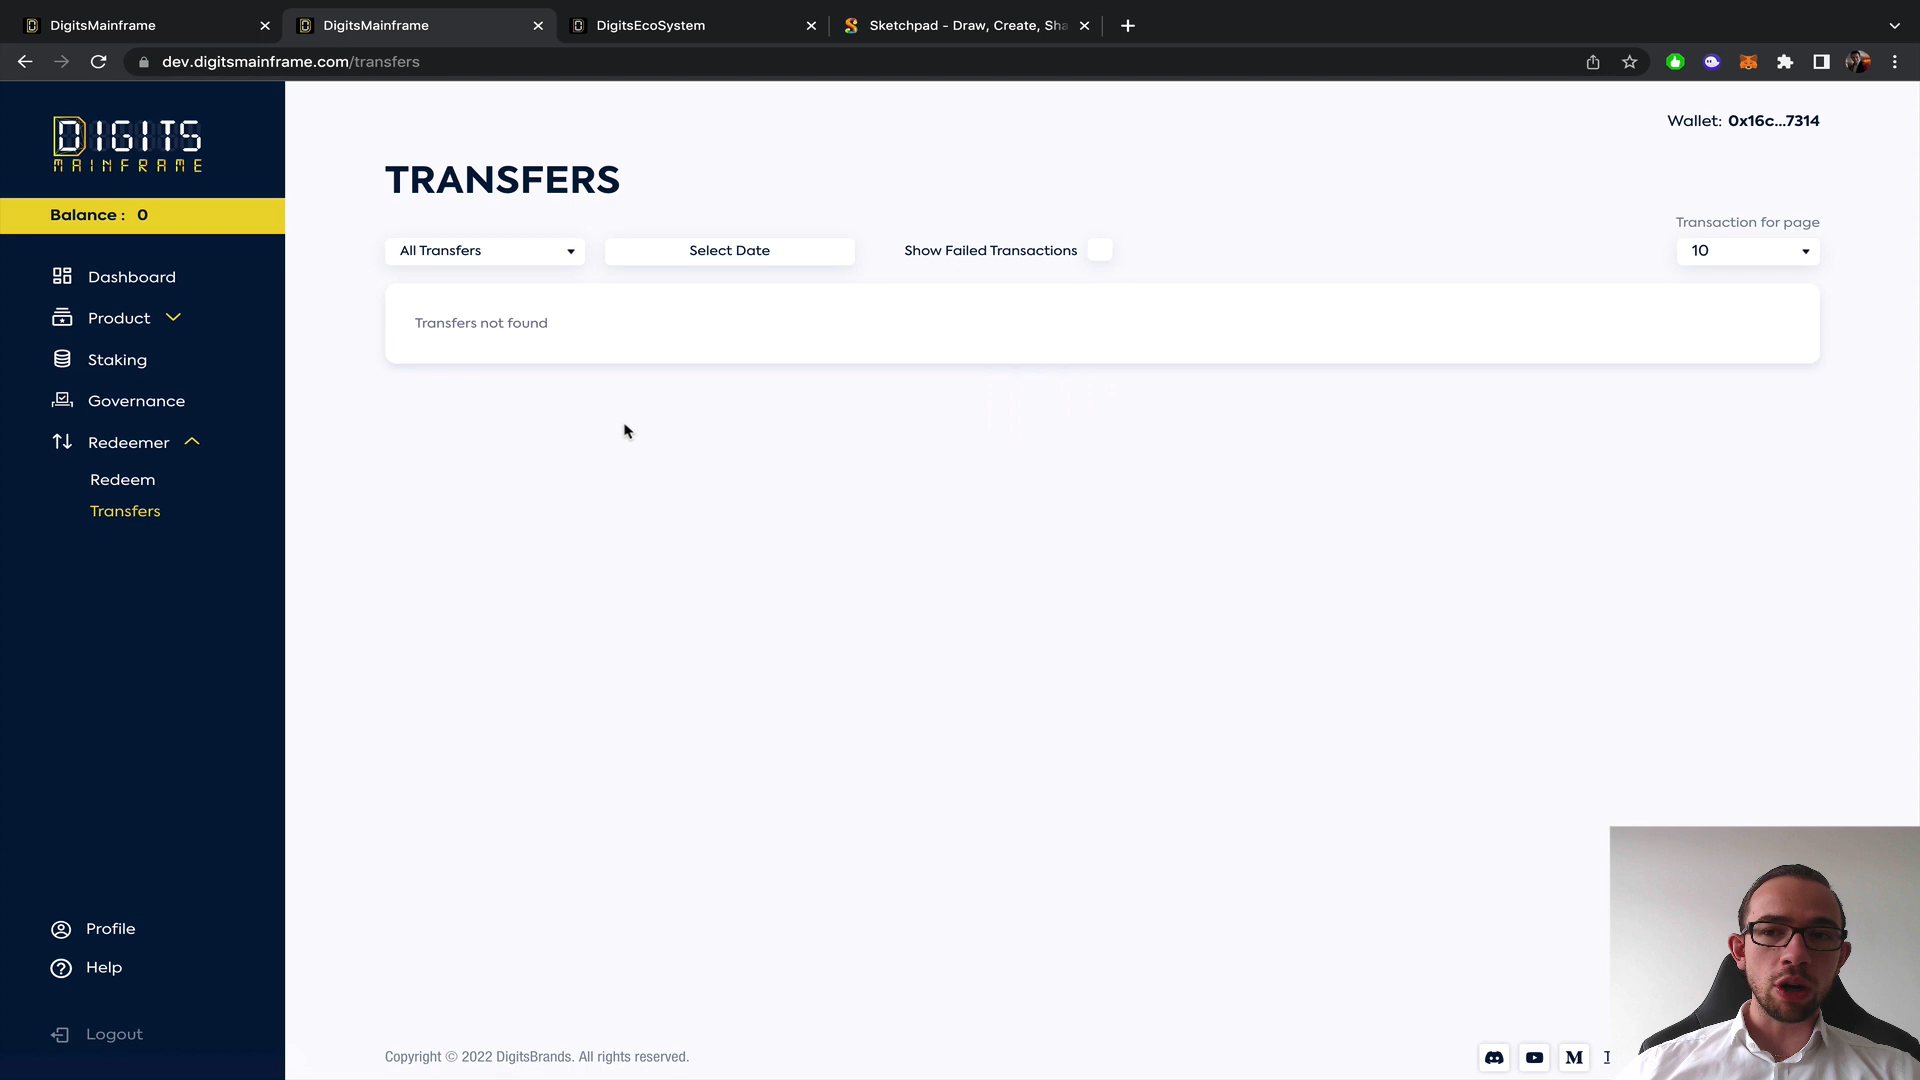 DigitsMainframe
DigitsMainframe
DigitsEcoSystem
Sketchpad - Draw, Create, Sha
dev.digitsmainframe.com/transfers
DIGITS
MAINFRAME
Balance : 0
Dashboard
Product
Staking
Governance
Redeemer
Redeem
Transfers
Profile
Help
Logout
Wallet: 0x16c...7314
TRANSFERS
Transaction for page
All Transfers
Select Date
Show Failed Transactions
10
Transfers not found
Copyright © 2022 DigitsBrands. All rights reserved.